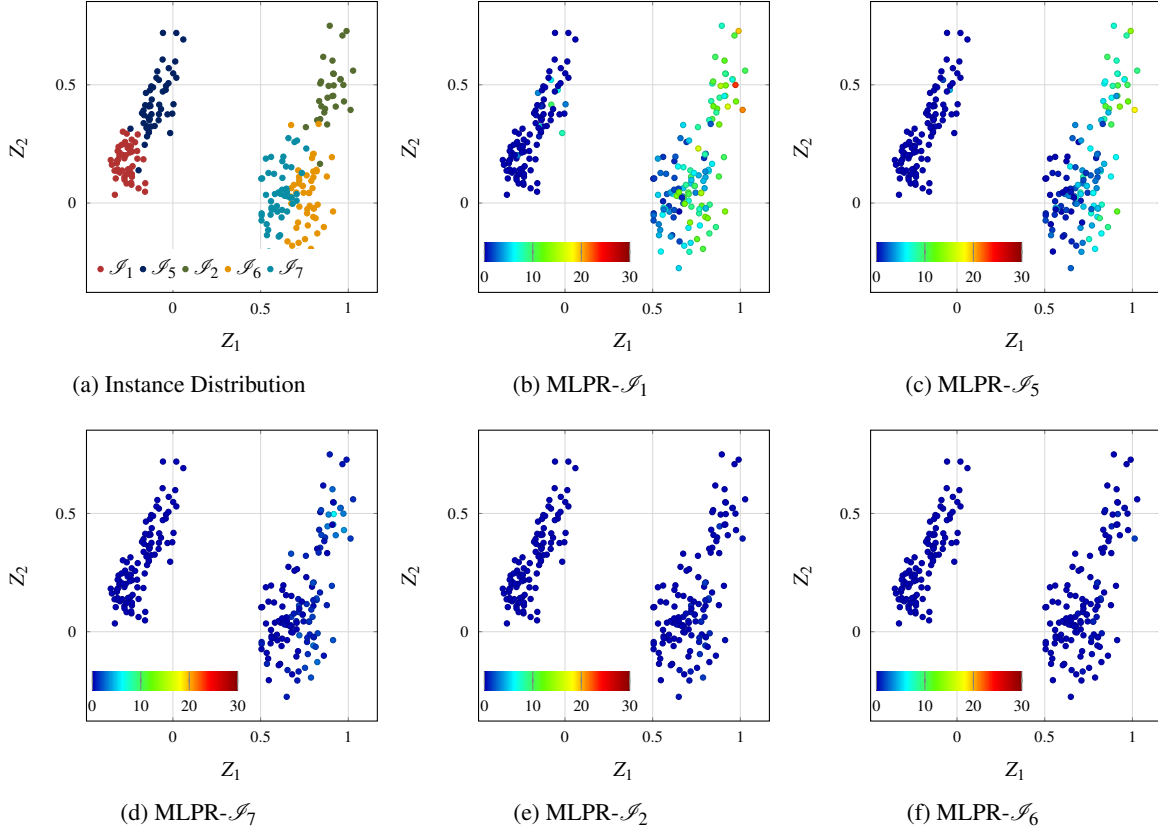 0.5
0
Z₂
ℐ₁ ℐ₅ ℐ₂ ℐ₆ ℐ₇
0 0.5 1
Z₁
(a) Instance Distribution
0.5
0
Z₂
0 10 20 30
0 0.5 1
Z₁
(b) MLPR-ℐ₁
0.5
0
Z₂
0 10 20 30
0 0.5 1
Z₁
(c) MLPR-ℐ₅
0.5
0
Z₂
0 10 20 30
0 0.5 1
Z₁
(d) MLPR-ℐ₇
0.5
0
Z₂
0 10 20 30
0 0.5 1
Z₁
(e) MLPR-ℐ₂
0.5
0
Z₂
0 10 20 30
0 0.5 1
Z₁
(f) MLPR-ℐ₆